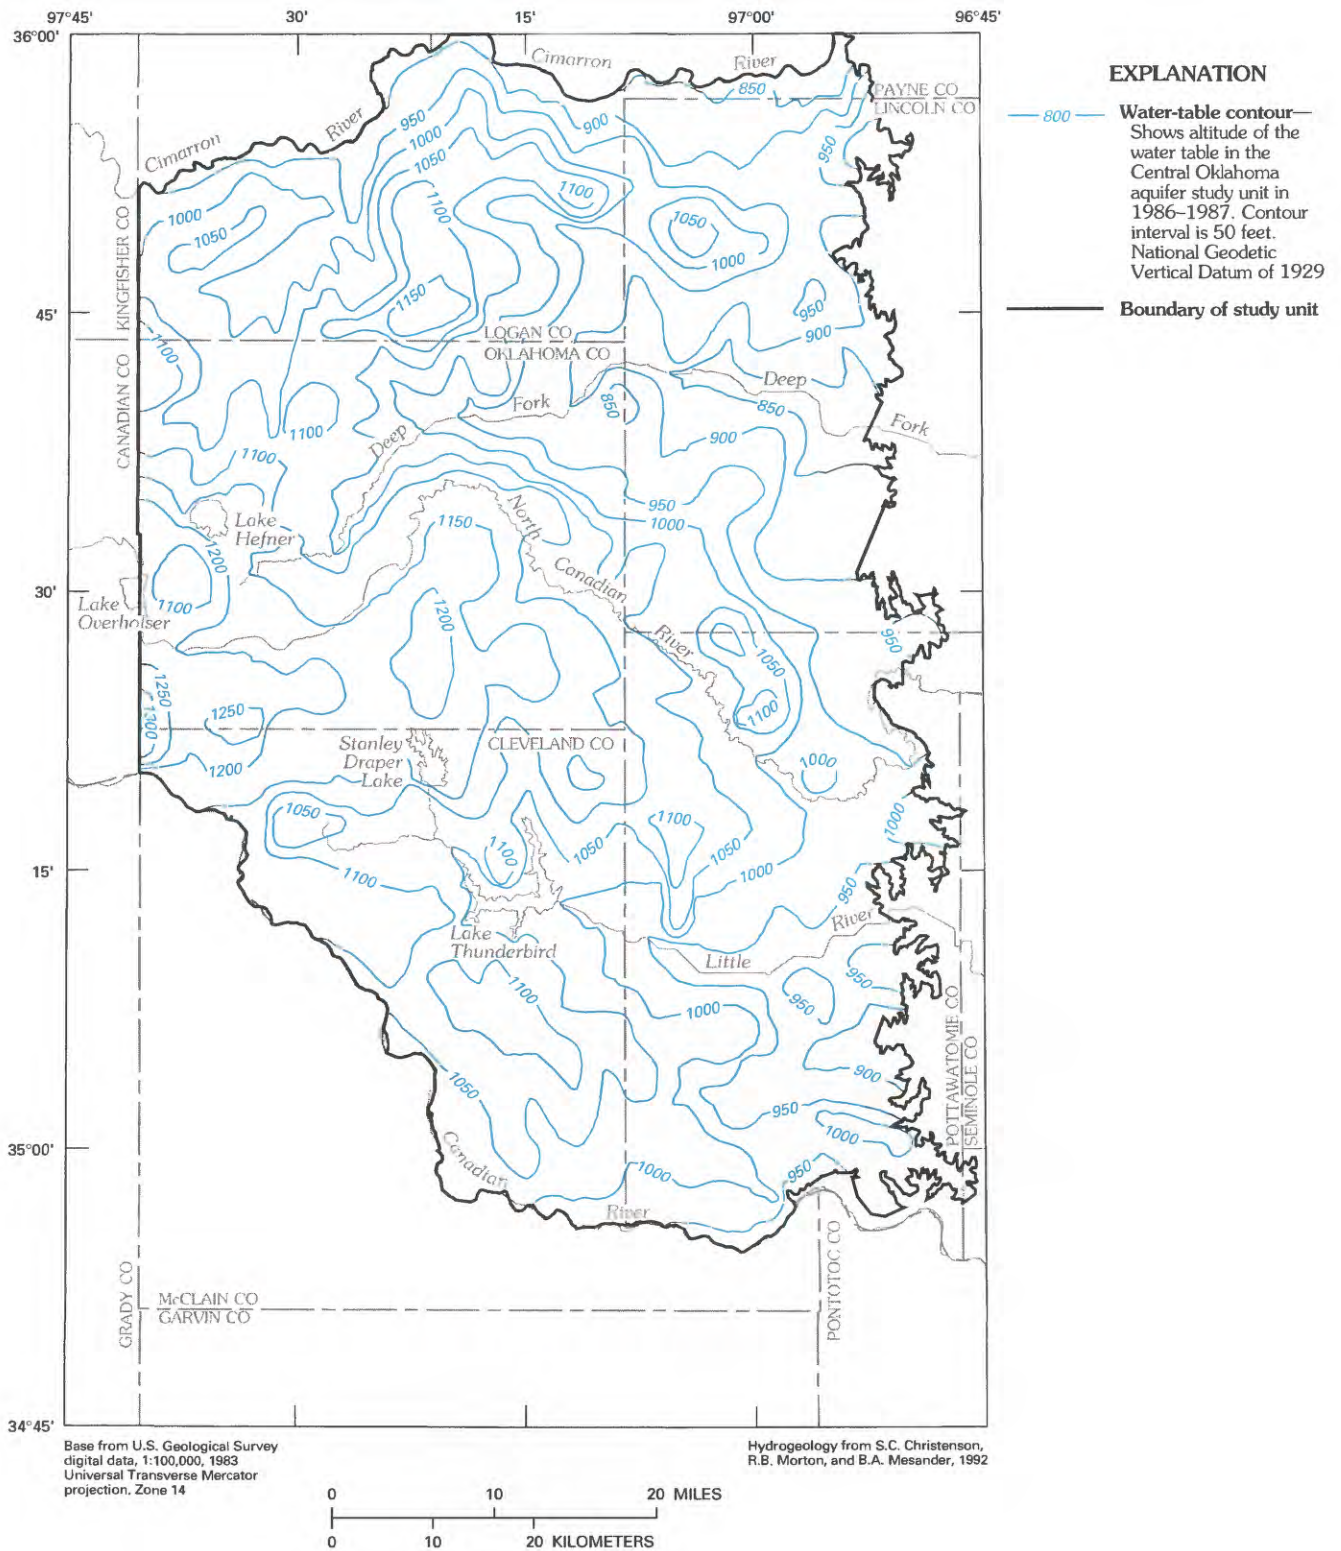 97°45'
30'
15'
97°00'
96°45'
36°00'
Cimarron
River
850
PAYNE CO
LINCOLN CO
950
1000
1050
900
950
Cimarron
River
1100
1100
1000
1050
1050
1000
KINGFISHER CO
1150
950
900
45'
LOGAN CO
OKLAHOMA CO
1100
CANADIAN CO
Deep
Fork
850
850
Fork
1100
Deep
900
1100
950
1000
North
1150
Lake
Hefner
1200
Canadian
30'
1100
Lake
Overholser
1200
River
950
1050
1250
1300
1250
1100
Stanley
Draper
Lake
CLEVELAND CO
1200
1000
1050
1100
1000
1100
1050
1050
15'
1100
1000
950
River
Lake
Thunderbird
Little
1100
950
950
1000
POTTAWATOMIE CO
SEMINOLE CO
1050
900
950
1000
35°00'
Canadian
1000
950
River
GRADY CO
McCLAIN CO
GARVIN CO
PONTOTOC CO
34°45'
EXPLANATION
800
Water-table contour—
Shows altitude of the
water table in the
Central Oklahoma
aquifer study unit in
1986–1987. Contour
interval is 50 feet.
National Geodetic
Vertical Datum of 1929
Boundary of study unit
Base from U.S. Geological Survey
digital data, 1:100,000, 1983
Universal Transverse Mercator
projection, Zone 14
Hydrogeology from S.C. Christenson,
R.B. Morton, and B.A. Mesander, 1992
0 10 20 MILES
0 10 20 KILOMETERS